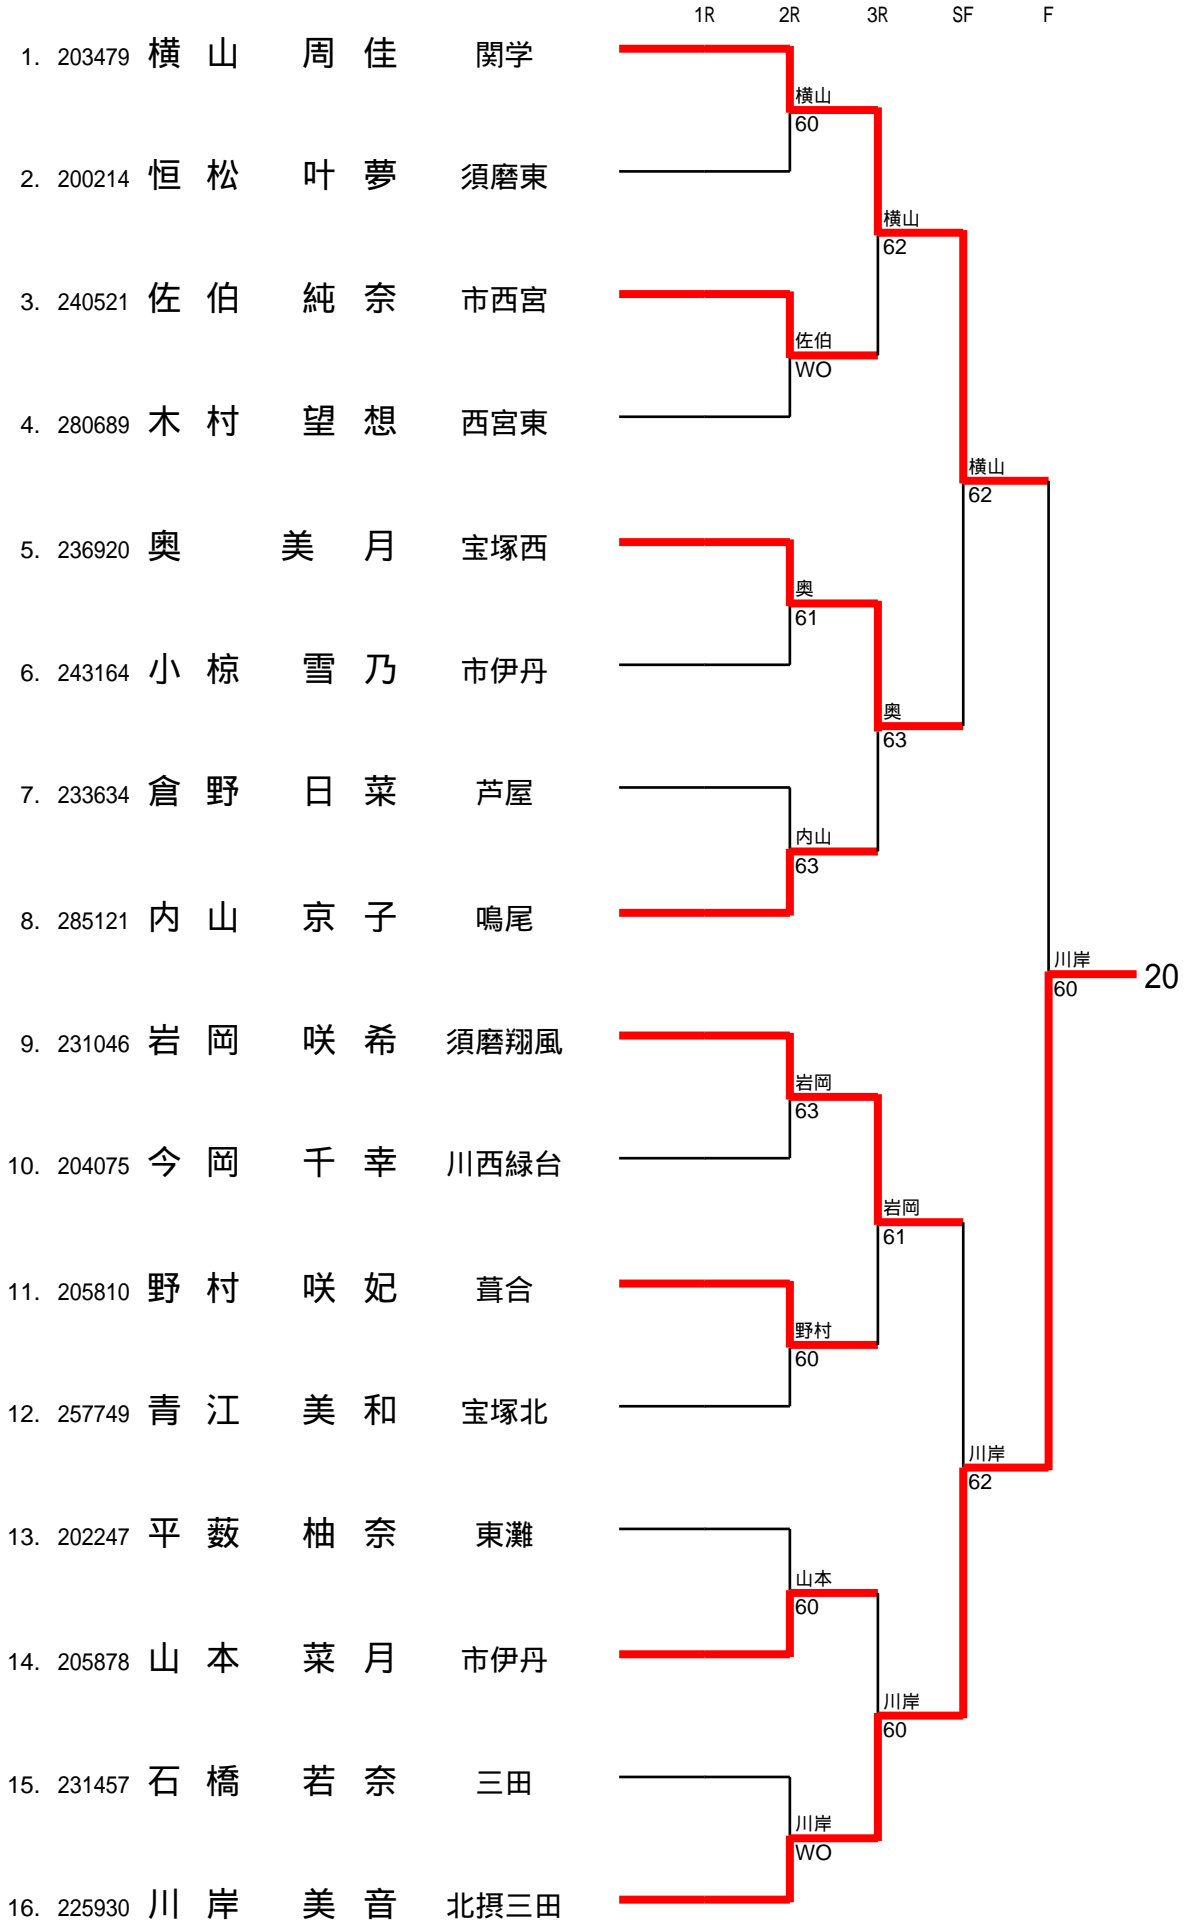 1R 2R 3R SF F
1. 203479 横山 周佳 関学
横山
60
2. 200214 恒松 叶夢 須磨東
横山
62
3. 240521 佐伯 純奈 市西宮
佐伯
WO
4. 280689 木村 望想 西宮東
横山
62
5. 236920 奥 美月 宝塚西
奥
61
6. 243164 小椋 雪乃 市伊丹
奥
63
7. 233634 倉野 日菜 芦屋
内山
63
8. 285121 内山 京子 鳴尾
川岸
60
20
9. 231046 岩岡 咲希 須磨翔風
岩岡
63
10. 204075 今岡 千幸 川西緑台
岩岡
61
11. 205810 野村 咲妃 葺合
野村
60
12. 257749 青江 美和 宝塚北
川岸
62
13. 202247 平薮 柚奈 東灘
山本
60
14. 205878 山本 菜月 市伊丹
川岸
60
15. 231457 石橋 若奈 三田
川岸
WO
16. 225930 川岸 美音 北摂三田